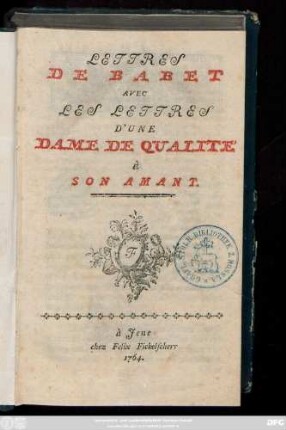 LETTRES
DE BABET
AVEC
LES LETTRES
D'UNE
DAME DE QUALITÉ
à
SON AMANT.
F
à Jene
chez Felix Fickelscherr
1764.